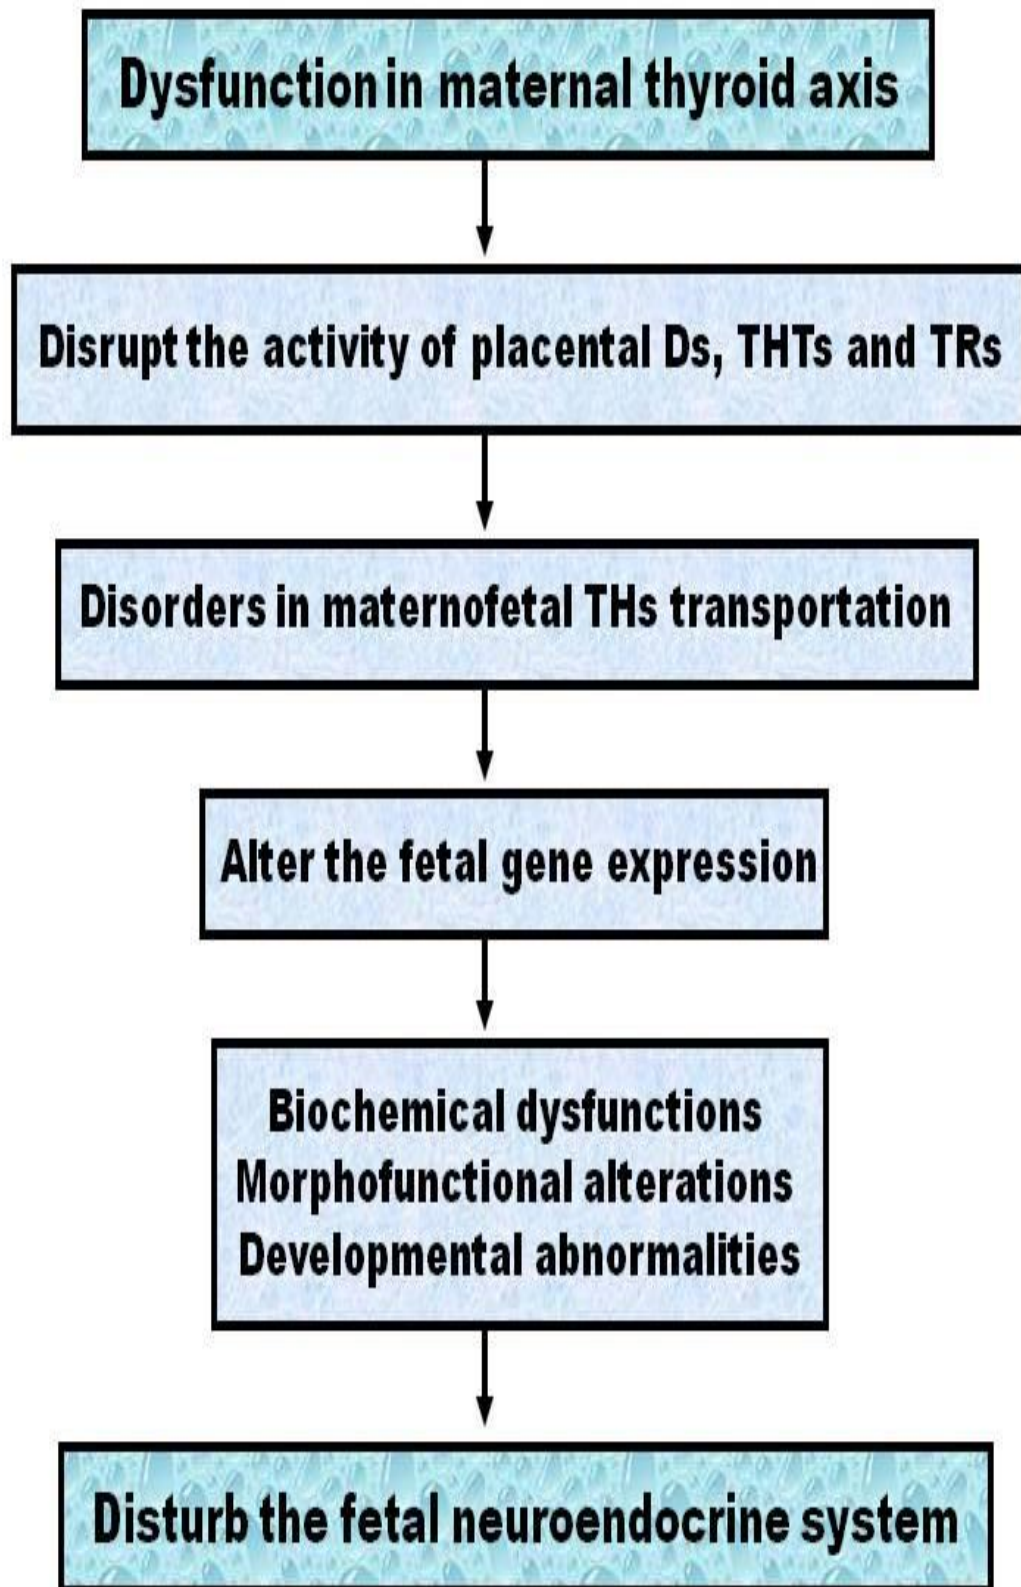 Dysfunction in maternal thyroid axis
Disrupt the activity of placental Ds, THTs and TRs
Disorders in maternofetal THs transportation
Alter the fetal gene expression
Biochemical dysfunctions
Morphofunctional alterations
Developmental abnormalities
Disturb the fetal neuroendocrine system